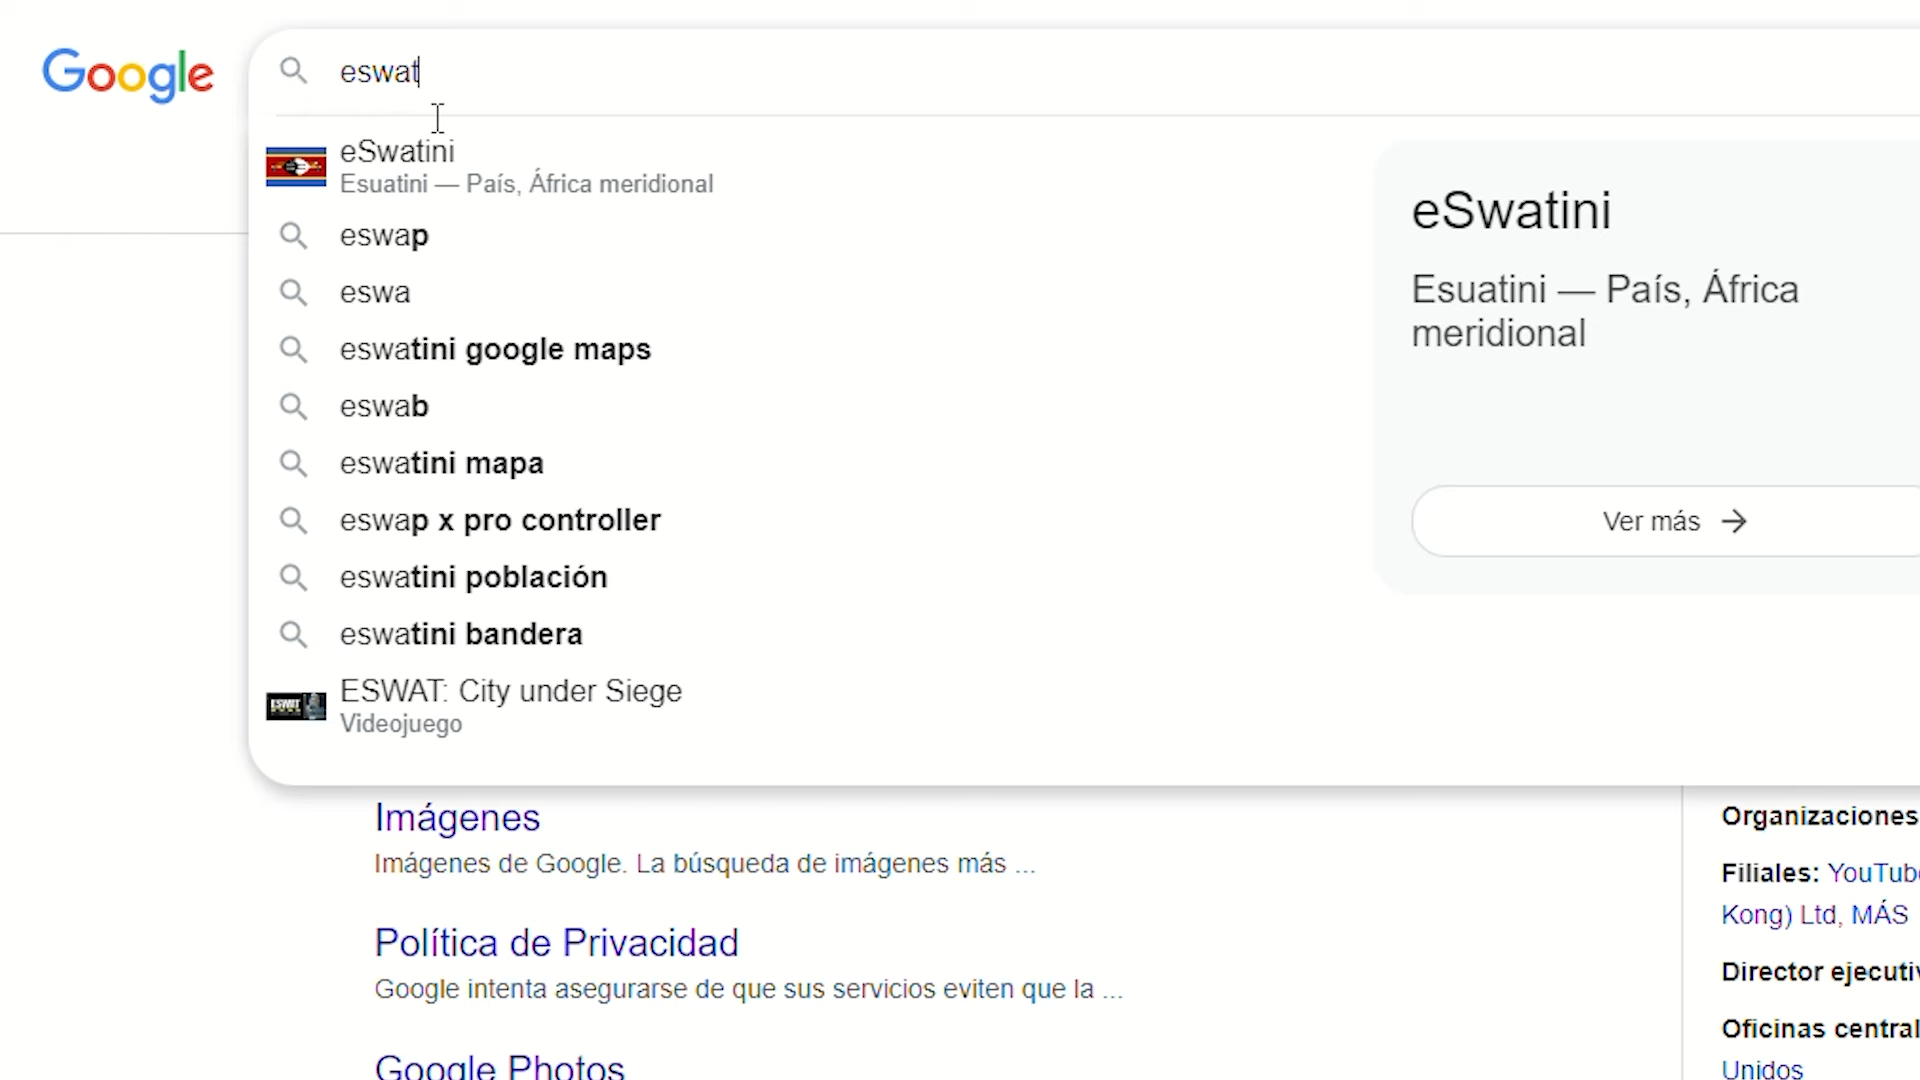 Google
eswat
eSwatini
Esuatini — País, África meridional
eswap
eswa
eswatini google maps
eswab
eswatini mapa
eswap x pro controller
eswatini población
eswatini bandera
ESWAT: City under Siege
Videojuego
eSwatini
Esuatini — País, África
meridional
Ver más
Imágenes
Imágenes de Google. La búsqueda de imágenes más ...
Política de Privacidad
Google intenta asegurarse de que sus servicios eviten que la ...
Google Photos
Organizaciones
Filiales: YouTube
Kong) Ltd, MÁS
Director ejecutiv
Oficinas central
Unidos